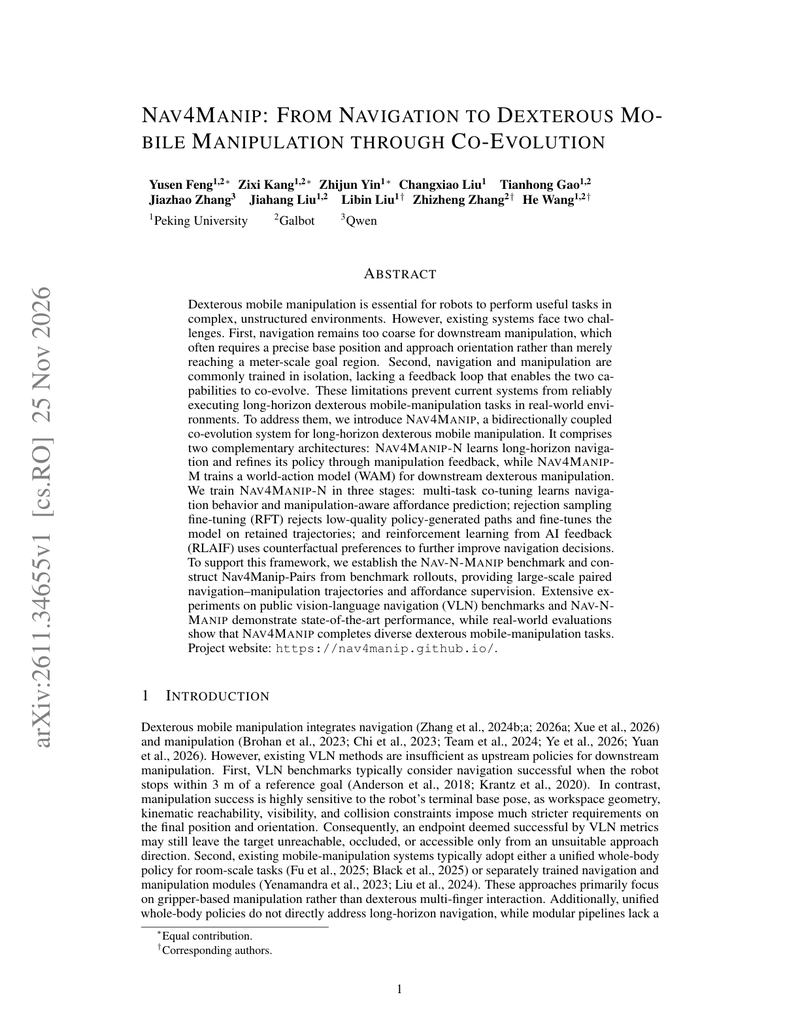 NAV4MANIP: FROM NAVIGATION TO DEXTEROUS MO-
BILE MANIPULATION THROUGH CO-EVOLUTION
Yusen Feng1,2* Zixi Kang1,2* Zhijun Yin1* Changxiao Liu1 Tianhong Gao1,2
Jiazhao Zhang3 Jiahang Liu1,2 Libin Liu1† Zhizheng Zhang2† He Wang1,2†
1Peking University 2Galbot 3Qwen
ABSTRACT
Dexterous mobile manipulation is essential for robots to perform useful tasks in
complex, unstructured environments. However, existing systems face two chal-
lenges. First, navigation remains too coarse for downstream manipulation, which
often requires a precise base position and approach orientation rather than merely
reaching a meter-scale goal region. Second, navigation and manipulation are
commonly trained in isolation, lacking a feedback loop that enables the two ca-
pabilities to co-evolve. These limitations prevent current systems from reliably
executing long-horizon dexterous mobile-manipulation tasks in real-world envi-
ronments. To address them, we introduce NAV4MANIP, a bidirectionally coupled
co-evolution system for long-horizon dexterous mobile manipulation. It comprises
two complementary architectures: NAV4MANIP-N learns long-horizon naviga-
tion and refines its policy through manipulation feedback, while NAV4MANIP-
M trains a world-action model (WAM) for downstream dexterous manipulation.
We train NAV4MANIP-N in three stages: multi-task co-tuning learns naviga-
tion behavior and manipulation-aware affordance prediction; rejection sampling
fine-tuning (RFT) rejects low-quality policy-generated paths and fine-tunes the
model on retained trajectories; and reinforcement learning from AI feedback
(RLAIF) uses counterfactual preferences to further improve navigation decisions.
To support this framework, we establish the NAV-N-MANIP benchmark and con-
struct Nav4Manip-Pairs from benchmark rollouts, providing large-scale paired
navigation–manipulation trajectories and affordance supervision. Extensive ex-
periments on public vision-language navigation (VLN) benchmarks and NAV-N-
MANIP demonstrate state-of-the-art performance, while real-world evaluations
show that NAV4MANIP completes diverse dexterous mobile-manipulation tasks.
Project website: https://nav4manip.github.io/.
1 INTRODUCTION
Dexterous mobile manipulation integrates navigation (Zhang et al., 2024b;a; 2026a; Xue et al., 2026)
and manipulation (Brohan et al., 2023; Chi et al., 2023; Team et al., 2024; Ye et al., 2026; Yuan
et al., 2026). However, existing VLN methods are insufficient as upstream policies for downstream
manipulation. First, VLN benchmarks typically consider navigation successful when the robot
stops within 3 m of a reference goal (Anderson et al., 2018; Krantz et al., 2020). In contrast,
manipulation success is highly sensitive to the robot's terminal base pose, as workspace geometry,
kinematic reachability, visibility, and collision constraints impose much stricter requirements on
the final position and orientation. Consequently, an endpoint deemed successful by VLN metrics
may still leave the target unreachable, occluded, or accessible only from an unsuitable approach
direction. Second, existing mobile-manipulation systems typically adopt either a unified whole-body
policy for room-scale tasks (Fu et al., 2025; Black et al., 2025) or separately trained navigation and
manipulation modules (Yenamandra et al., 2023; Liu et al., 2024). These approaches primarily focus
on gripper-based manipulation rather than dexterous multi-finger interaction. Additionally, unified
whole-body policies do not directly address long-horizon navigation, while modular pipelines lack a
*Equal contribution.
†Corresponding authors.
1
arXiv:2611.34655v1 [cs.RO] 25 Nov 2026